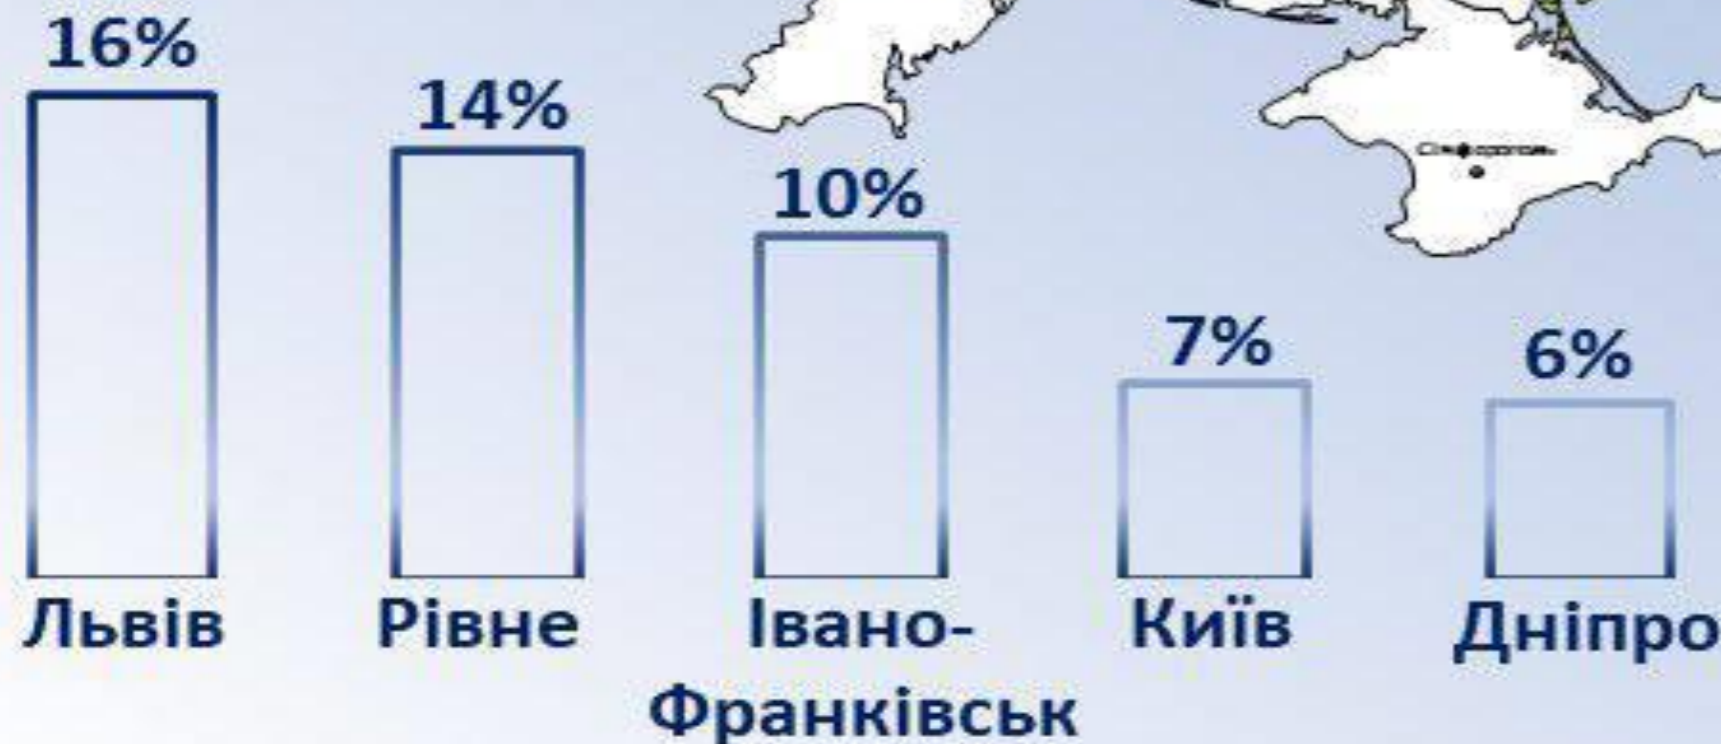 16%
14%
10%
7%
6%
Львів
Рівне
Івано-
Франківськ
Київ
Дніпро